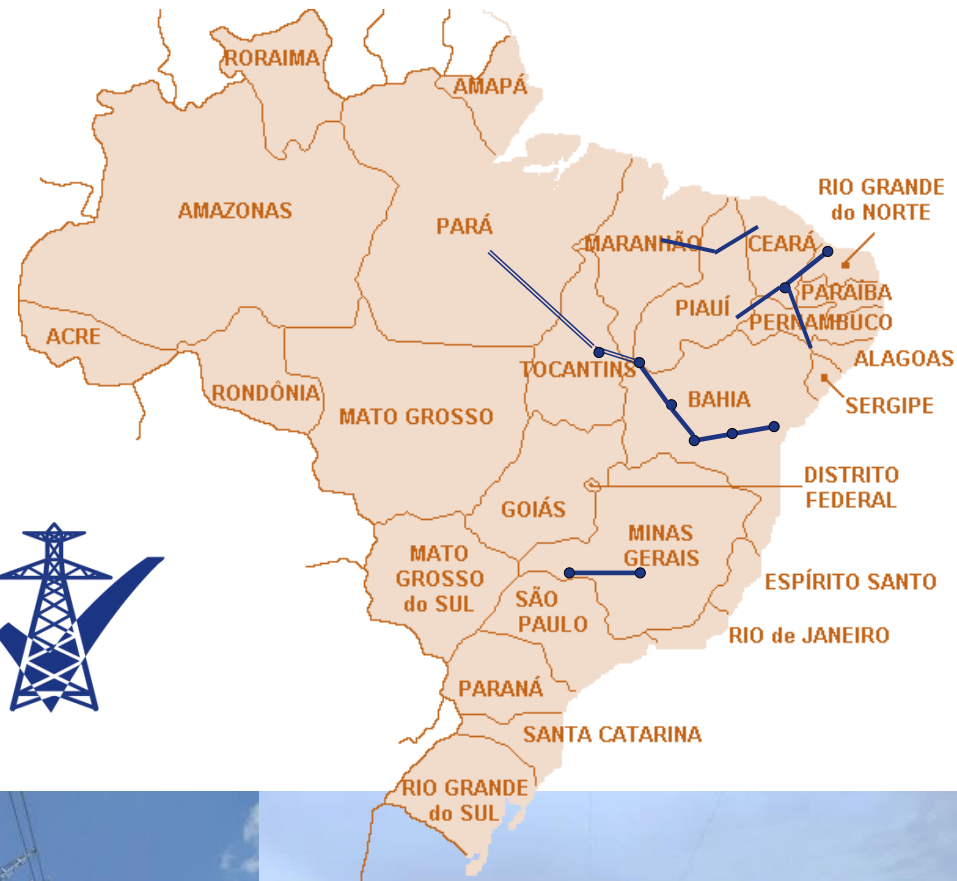 RORAIMA
AMAPÁ
RIO GRANDE
do NORTE
AMAZONAS
PARÁ
MARANHÃO
CEARÁ
PARAÍBA
PIAUÍ
PERNAMBUCO
ACRE
ALAGOAS
TOCANTINS
RONDÔNIA
BAHIA
SERGIPE
MATO GROSSO
DISTRITO
FEDERAL
GOIÁS
MINAS
GERAIS
MATO
GROSSO
do SUL
ESPÍRITO SANTO
SÃO
PAULO
RIO de JANEIRO
PARANÁ
SANTA CATARINA
RIO GRANDE
do SUL